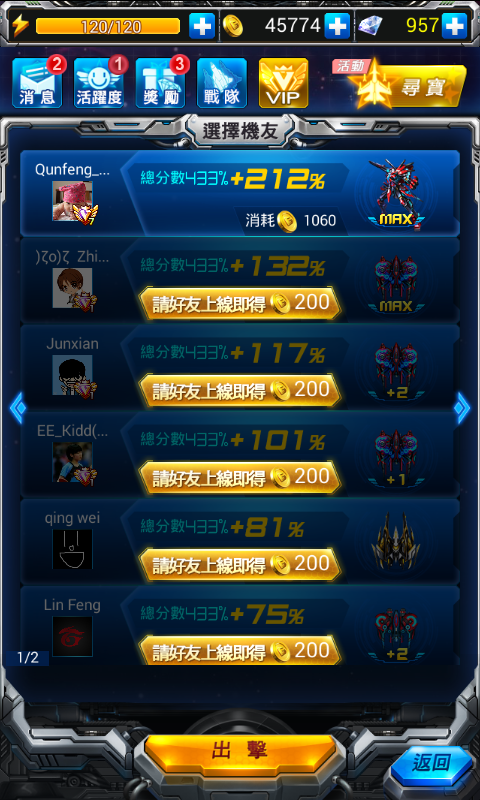 120/120
45774
957
2
1
3
消息
活躍度
獎勵
戰隊
VIP
活動
尋寶
選擇機友
Qunfeng_...
總分數433% +212%
消耗 1060
MAX
)ζo)ζ Zhi...
總分數433% +132%
請好友上線即得 200
MAX
Junxian
總分數433% +117%
請好友上線即得 200
+2
EE_Kidd(...
總分數433% +101%
請好友上線即得 200
+1
qing wei
總分數433% +81%
請好友上線即得 200
Lin Feng
總分數433% +75%
請好友上線即得 200
+2
1/2
出擊
返回